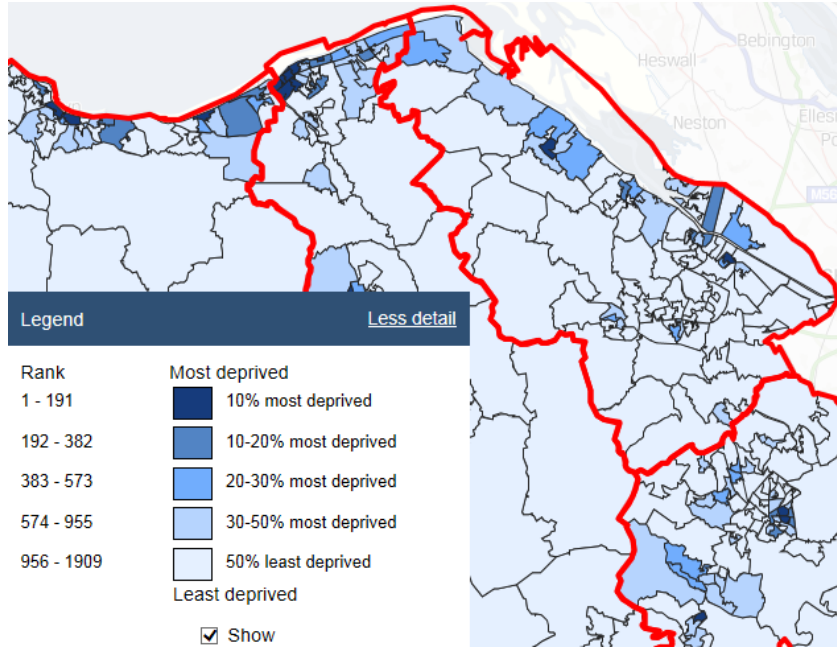 Bebington
Heswall
Neston
M56
Legend Less detail
Rank Most deprived
1 - 191 10% most deprived
192 - 382 10-20% most deprived
383 - 573 20-30% most deprived
574 - 955 30-50% most deprived
956 - 1909 50% least deprived
Least deprived
Show